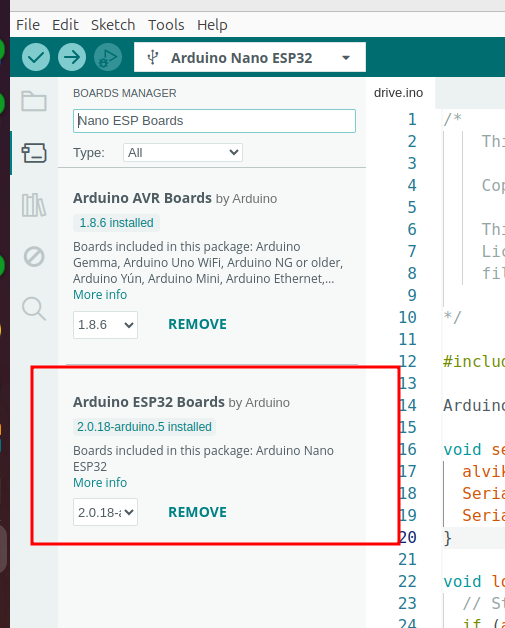 File Edit Sketch Tools Help
Arduino Nano ESP32
BOARDS MANAGER
Nano ESP Boards
Type: All
Arduino AVR Boards by Arduino
1.8.6 installed
Boards included in this package: Arduino
Gemma, Arduino Uno WiFi, Arduino NG or older,
Arduino Yún, Arduino Mini, Arduino Ethernet,...
More info
1.8.6 REMOVE
Arduino ESP32 Boards by Arduino
2.0.18-arduino.5 installed
Boards included in this package: Arduino Nano
ESP32
More info
2.0.18-a REMOVE
drive.ino
1 /*
2 Thi
3
4 Cop
5
6 Thi
7 Lic
8 fil
9
10 */
11
12 #includ
13
14 Arduino
15
16 void se
17 alvik
18 Seria
19 Seria
20 }
21
22 void lo
23 // St
24 if (a